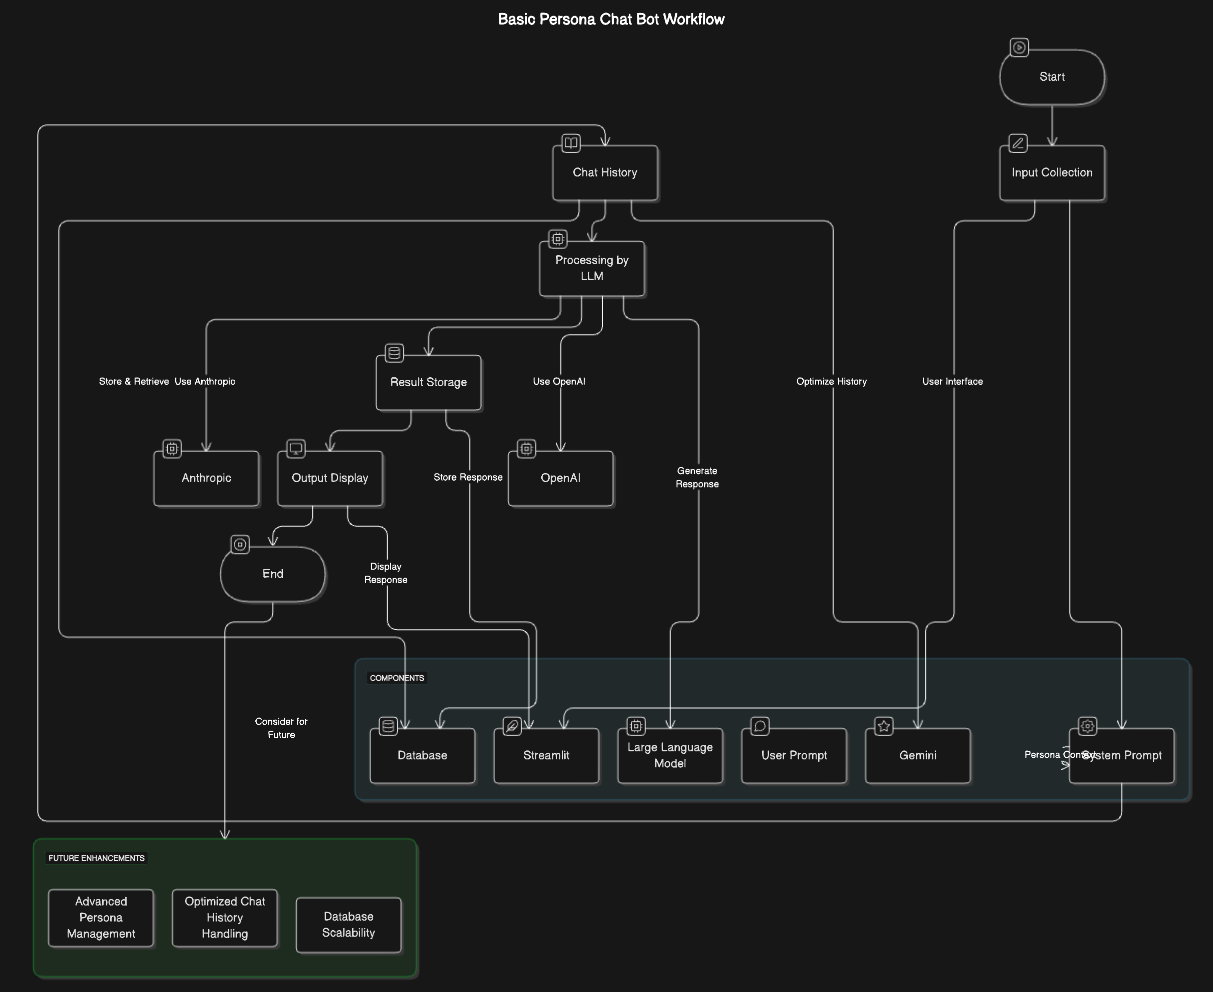 Basic Persona Chat Bot Workflow
Start
Chat History
Input Collection
Processing by
LLM
Store & Retrieve
Use Anthropic
Result Storage
Use OpenAI
Optimize History
User Interface
Anthropic
Output Display
Store Response
OpenAI
Generate
Response
End
Display
Response
COMPONENTS
Consider for
Future
Database
Streamlit
Large Language
Model
User Prompt
Gemini
Persona Context
System Prompt
FUTURE ENHANCEMENTS
Advanced
Persona
Management
Optimized Chat
History
Handling
Database
Scalability